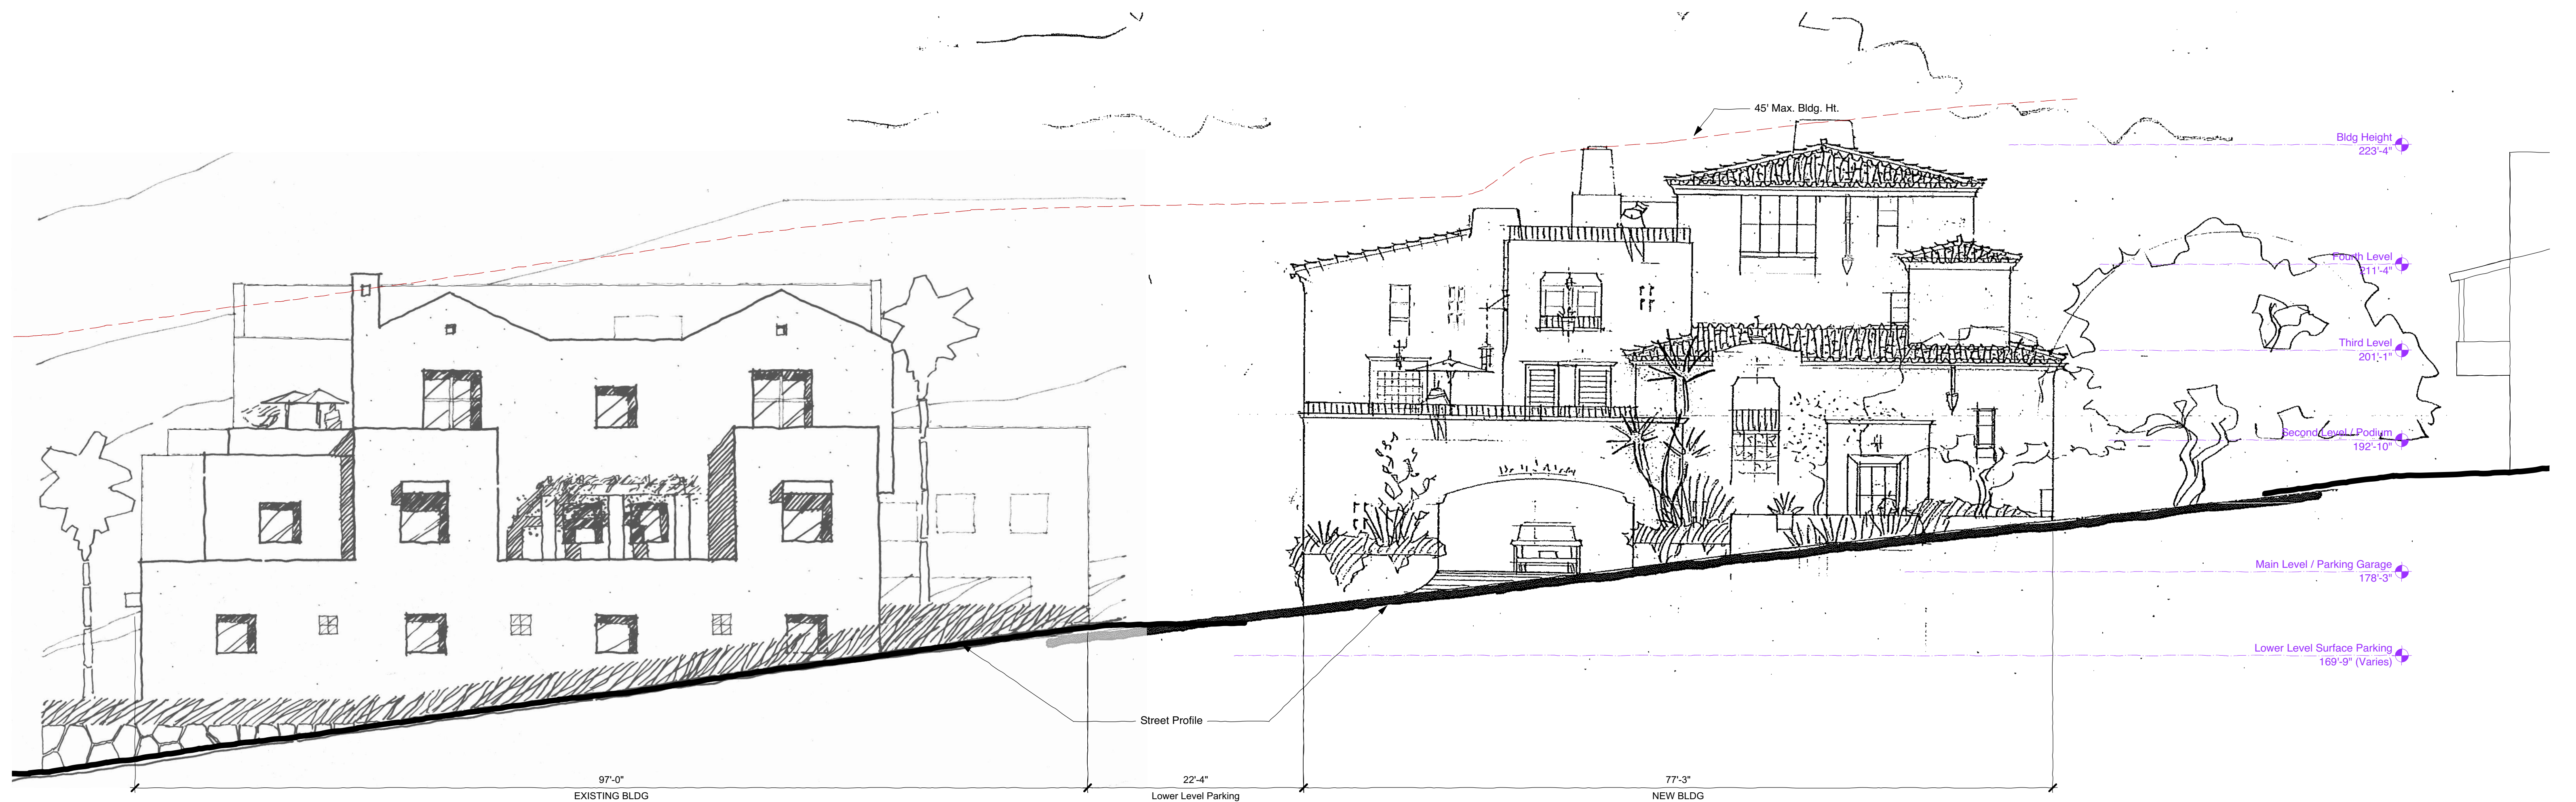 45' Max. Bldg. Ht.
Bldg Height
223'-4"
Fourth Level
211'-4"
Third Level
201'-1"
Second Level / Podium
192'-10"
Main Level / Parking Garage
178'-3"
Lower Level Surface Parking
169'-9" (Varies)
Street Profile
97'-0"
EXISTING BLDG
22'-4"
Lower Level Parking
77'-3"
NEW BLDG